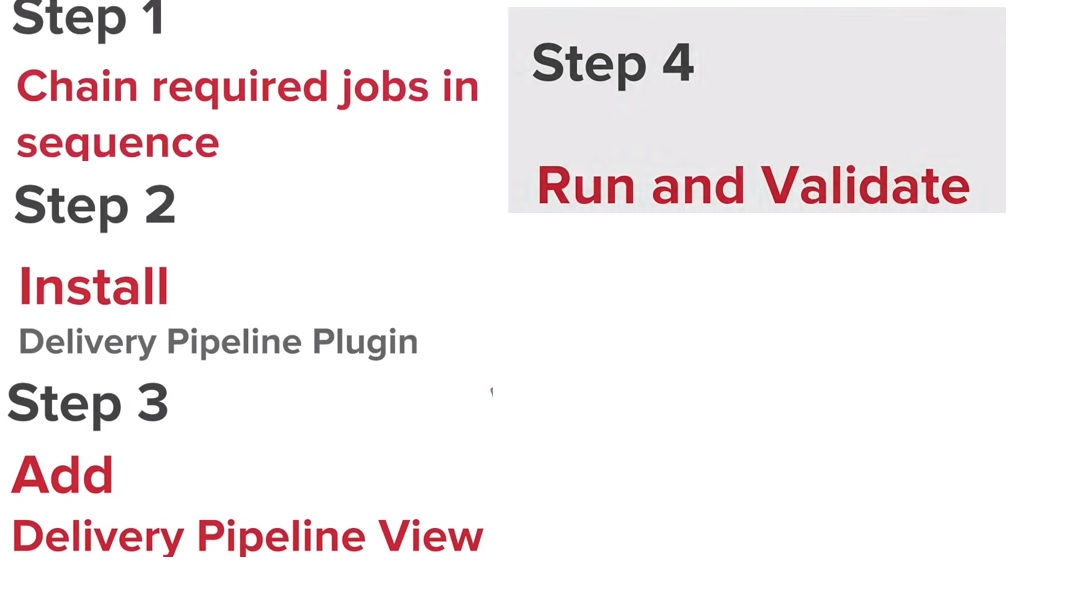 Step 1
Chain required jobs in
sequence
Step 2
Install
Delivery Pipeline Plugin
Step 3
Add
Delivery Pipeline View
Step 4
Run and Validate